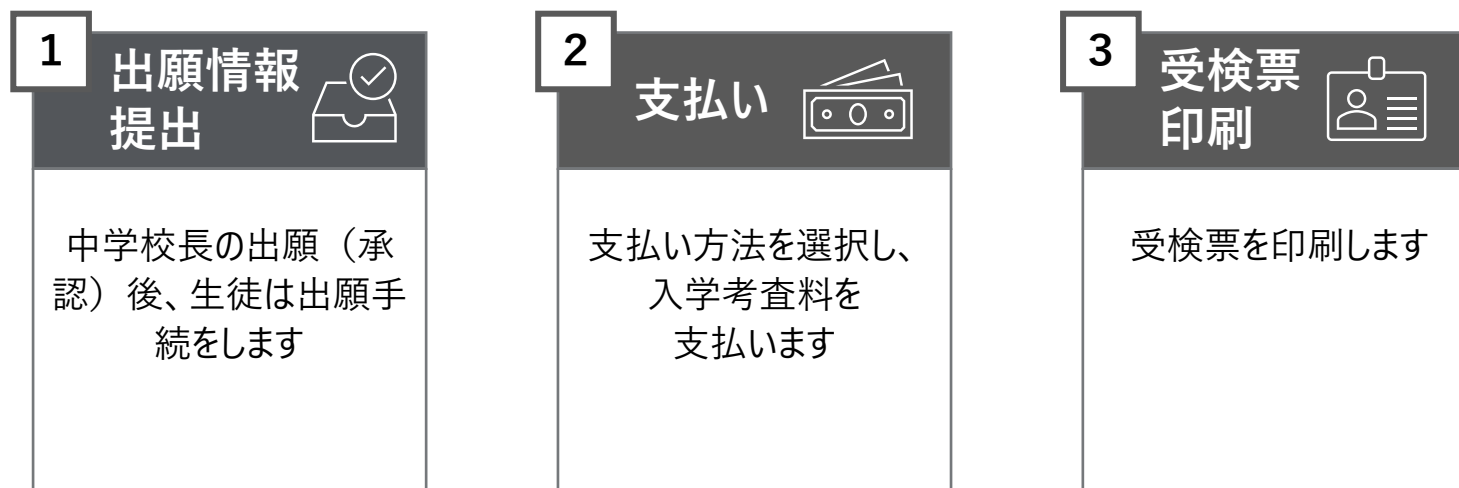 1
出願情報
提出
中学校長の出願（承
認）後、生徒は出願手
続をします
2
支払い
支払い方法を選択し、
入学考査料を
支払います
3
受検票
印刷
受検票を印刷します